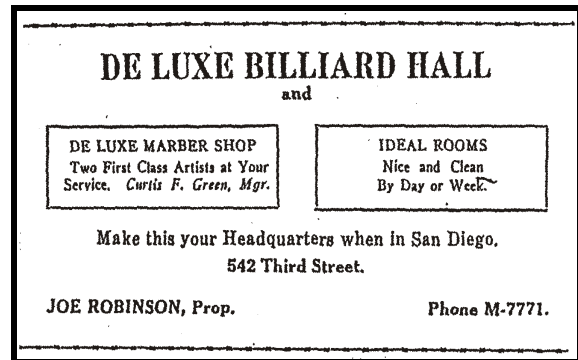 DE LUXE BILLIARD HALL
and
DE LUXE MARBER SHOP
Two First Class Artists at Your
Service. Curtis F. Green, Mgr.
IDEAL ROOMS
Nice and Clean
By Day or Week.
Make this your Headquarters when in San Diego.
542 Third Street.
JOE ROBINSON, Prop.
Phone M-7771.